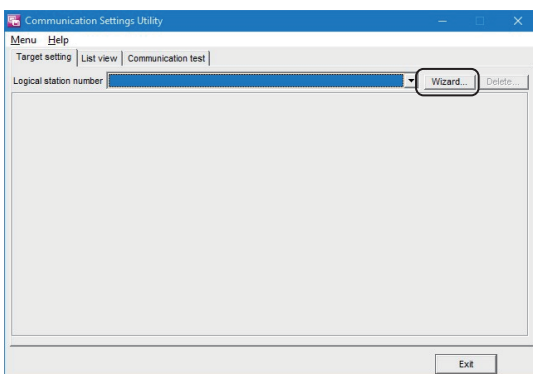 Communication Settings Utility
Menu Help
Target setting List view Communication test
Logical station number Wizard... Delete...
Exit